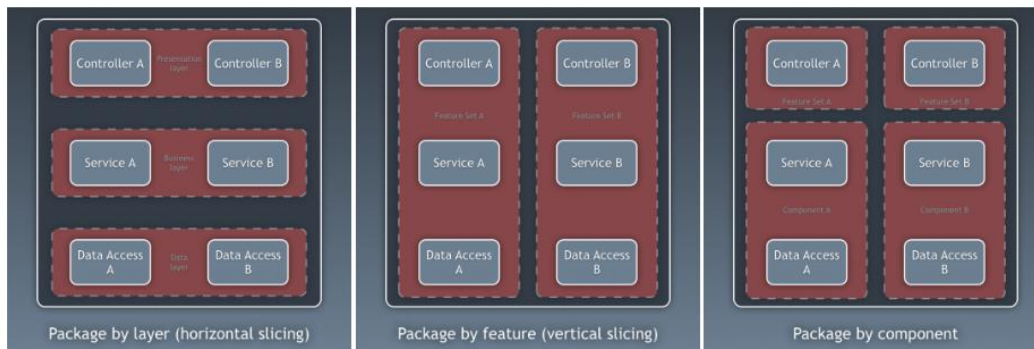 Controller A
Presentation
layer
Controller B
Service A
Business
layer
Service B
Data Access
A
Data
layer
Data Access
B
Package by layer (horizontal slicing)
Controller A
Controller B
Feature Set A
Feature Set B
Service A
Service B
Data Access
A
Data Access
B
Package by feature (vertical slicing)
Controller A
Controller B
Feature Set A
Feature Set B
Service A
Service B
Component A
Component B
Data Access
A
Data Access
B
Package by component